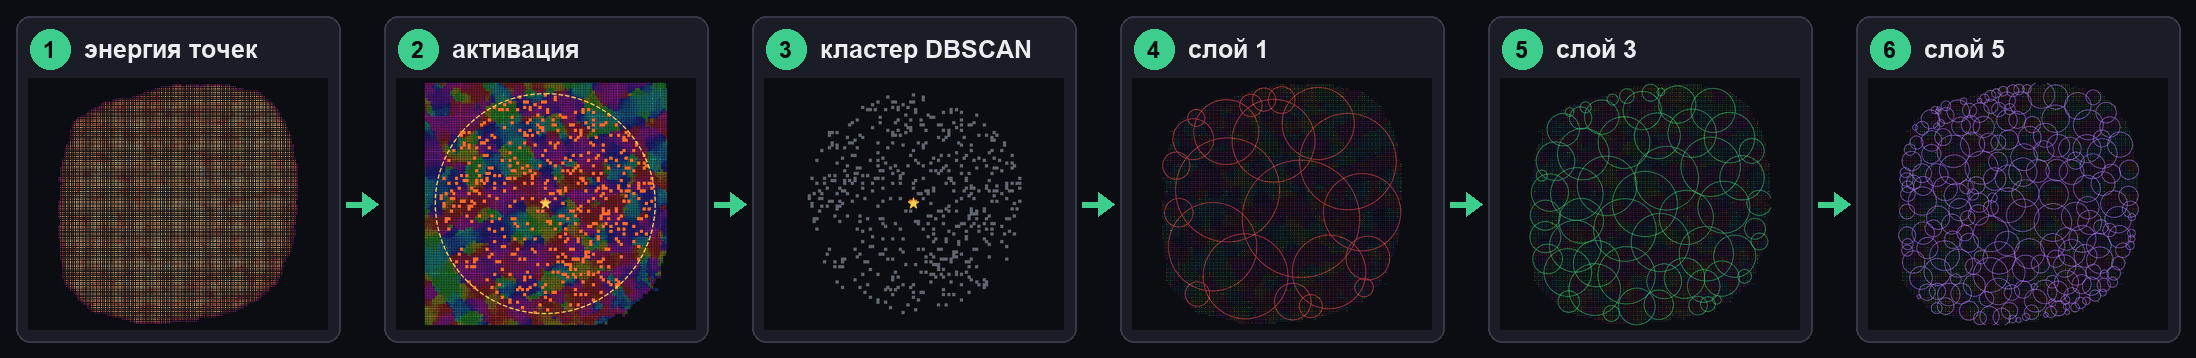 1 энергия точек
2 активация
3 кластер DBSCAN
4 слой 1
5 слой 3
6 слой 5